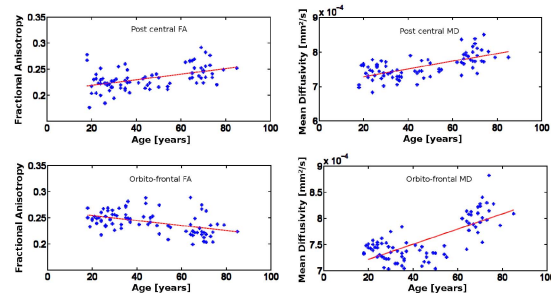 Post central FA
Fractional Anisotropy
0.35
0.3
0.25
0.2
0 20 40 60 80 100
Age [years]
x 10⁻⁴
Post central MD
Mean Diffusivity [mm²/s]
9
8
7
6
0 20 40 60 80 100
Age [years]
Orbito-frontal FA
Fractional Anisotropy
0.35
0.3
0.25
0.2
0 20 40 60 80 100
Age [years]
x 10⁻⁴
Orbito-frontal MD
Mean Diffusivity [mm²/s]
9
8.5
8
7.5
7
0 20 40 60 80 100
Age [years]